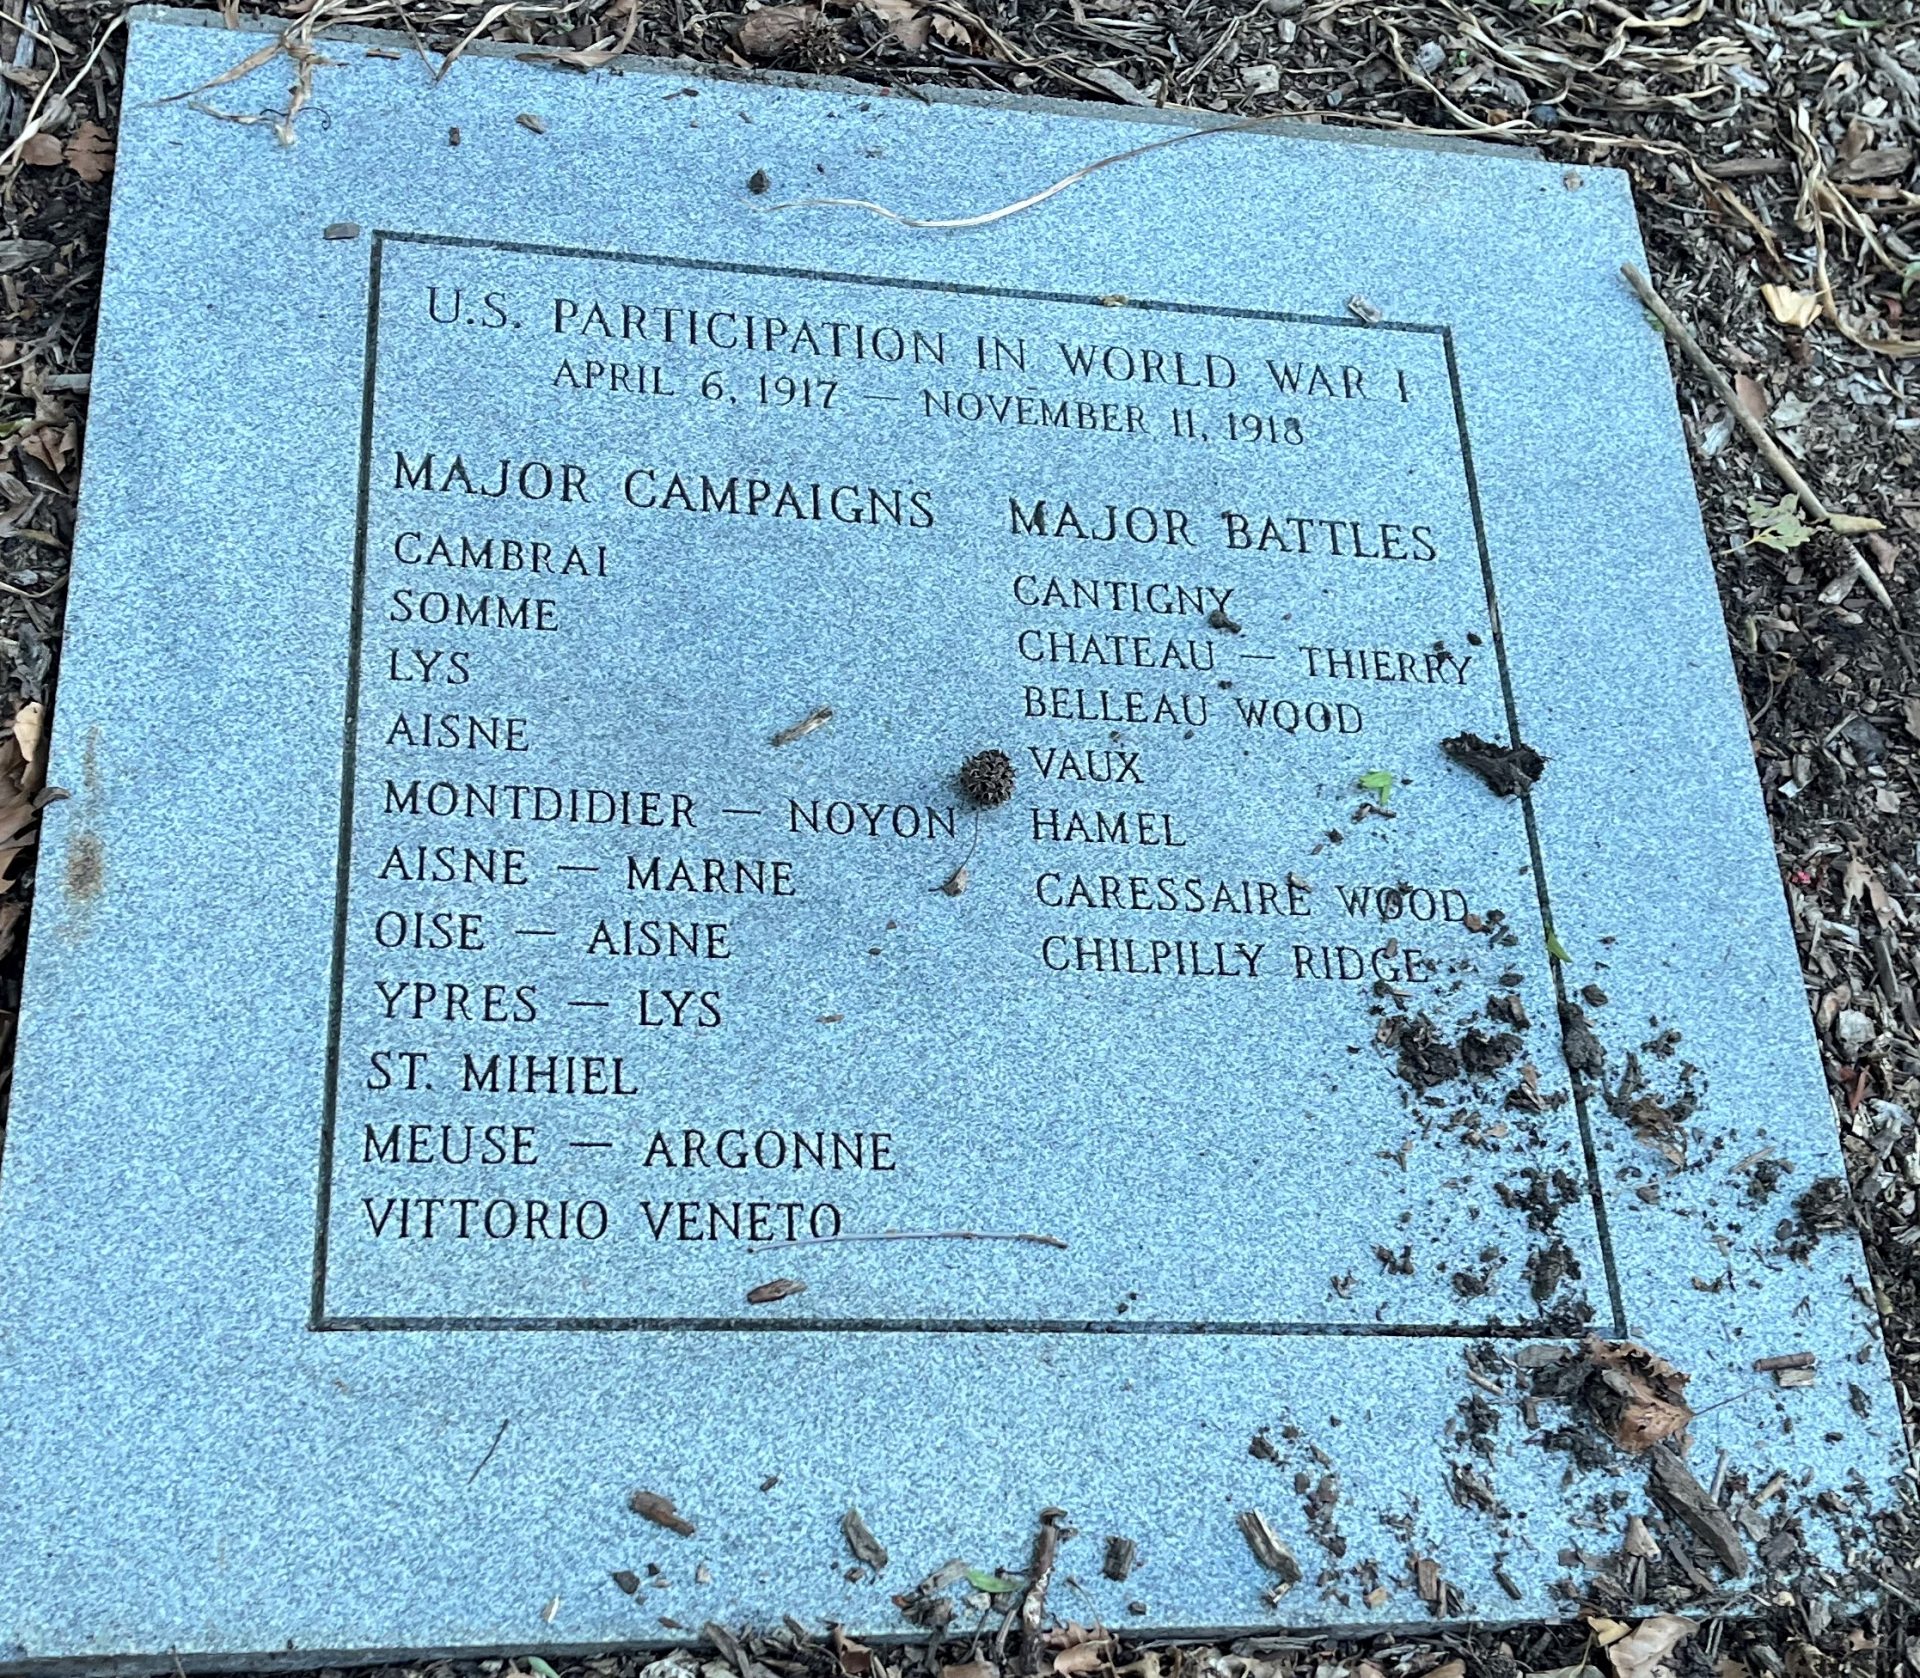 U.S. PARTICIPATION IN WORLD WAR I
APRIL 6, 1917 — NOVEMBER 11, 1918
MAJOR CAMPAIGNS
CAMBRAI
SOMME
LYS
AISNE
MONTDIDIER — NOYON
AISNE — MARNE
OISE — AISNE
YPRES — LYS
ST. MIHIEL
MEUSE — ARGONNE
VITTORIO VENETO
MAJOR BATTLES
CANTIGNY
CHATEAU — THIERRY
BELLEAU WOOD
VAUX
HAMEL
CARESSAIRE WOOD
CHILPILLY RIDGE